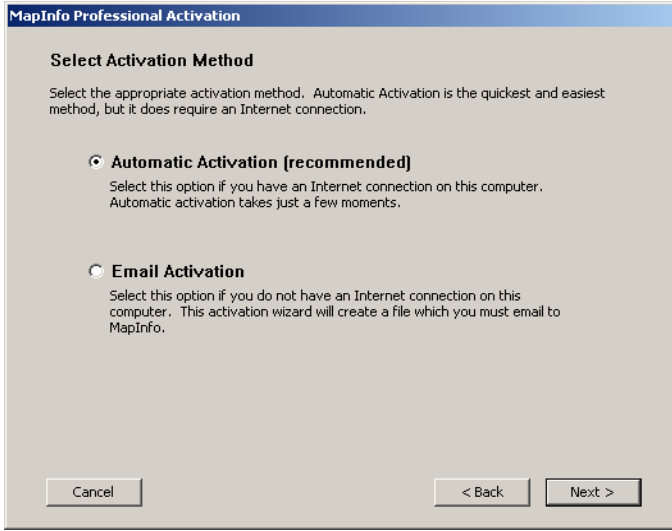 MapInfo Professional Activation
Select Activation Method
Select the appropriate activation method. Automatic Activation is the quickest and easiest
method, but it does require an Internet connection.
Automatic Activation (recommended)
Select this option if you have an Internet connection on this computer.
Automatic activation takes just a few moments.
Email Activation
Select this option if you do not have an Internet connection on this
computer. This activation wizard will create a file which you must email to
MapInfo.
Cancel
< Back
Next >